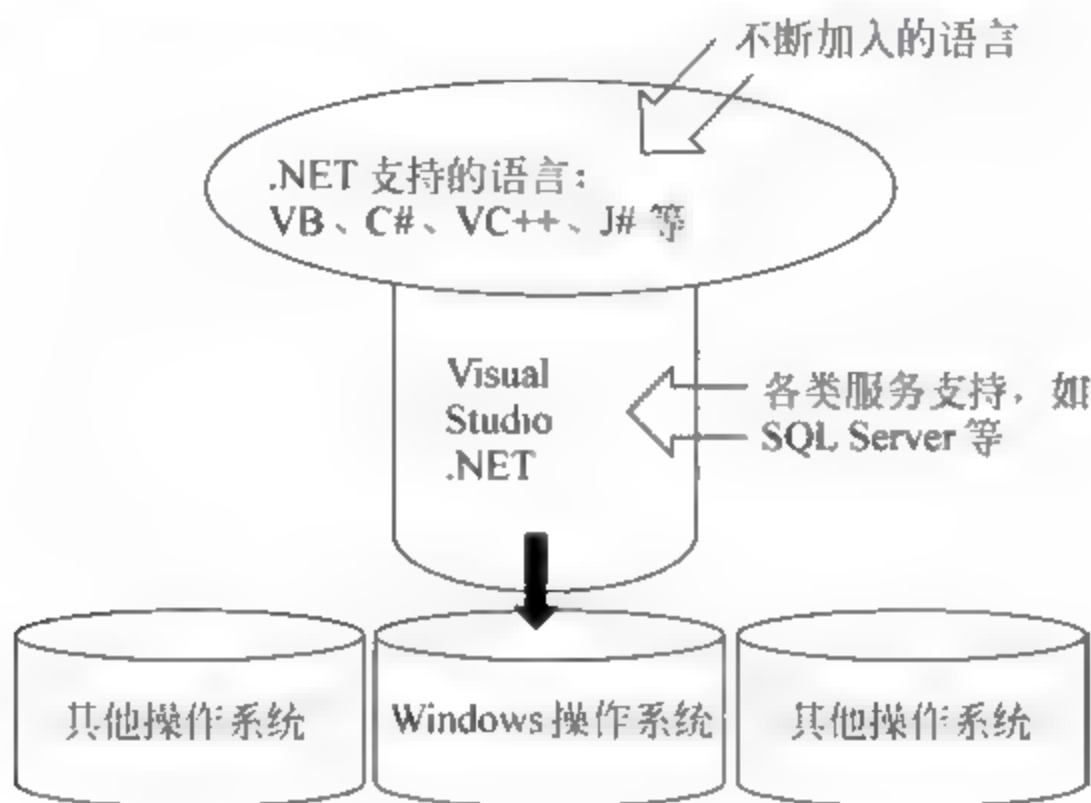 不断加入的语言
.NET 支持的语言：
VB、C#、VC++、J# 等
Visual
Studio
.NET
各类服务支持，如
SQL Server 等
其他操作系统
Windows 操作系统
其他操作系统